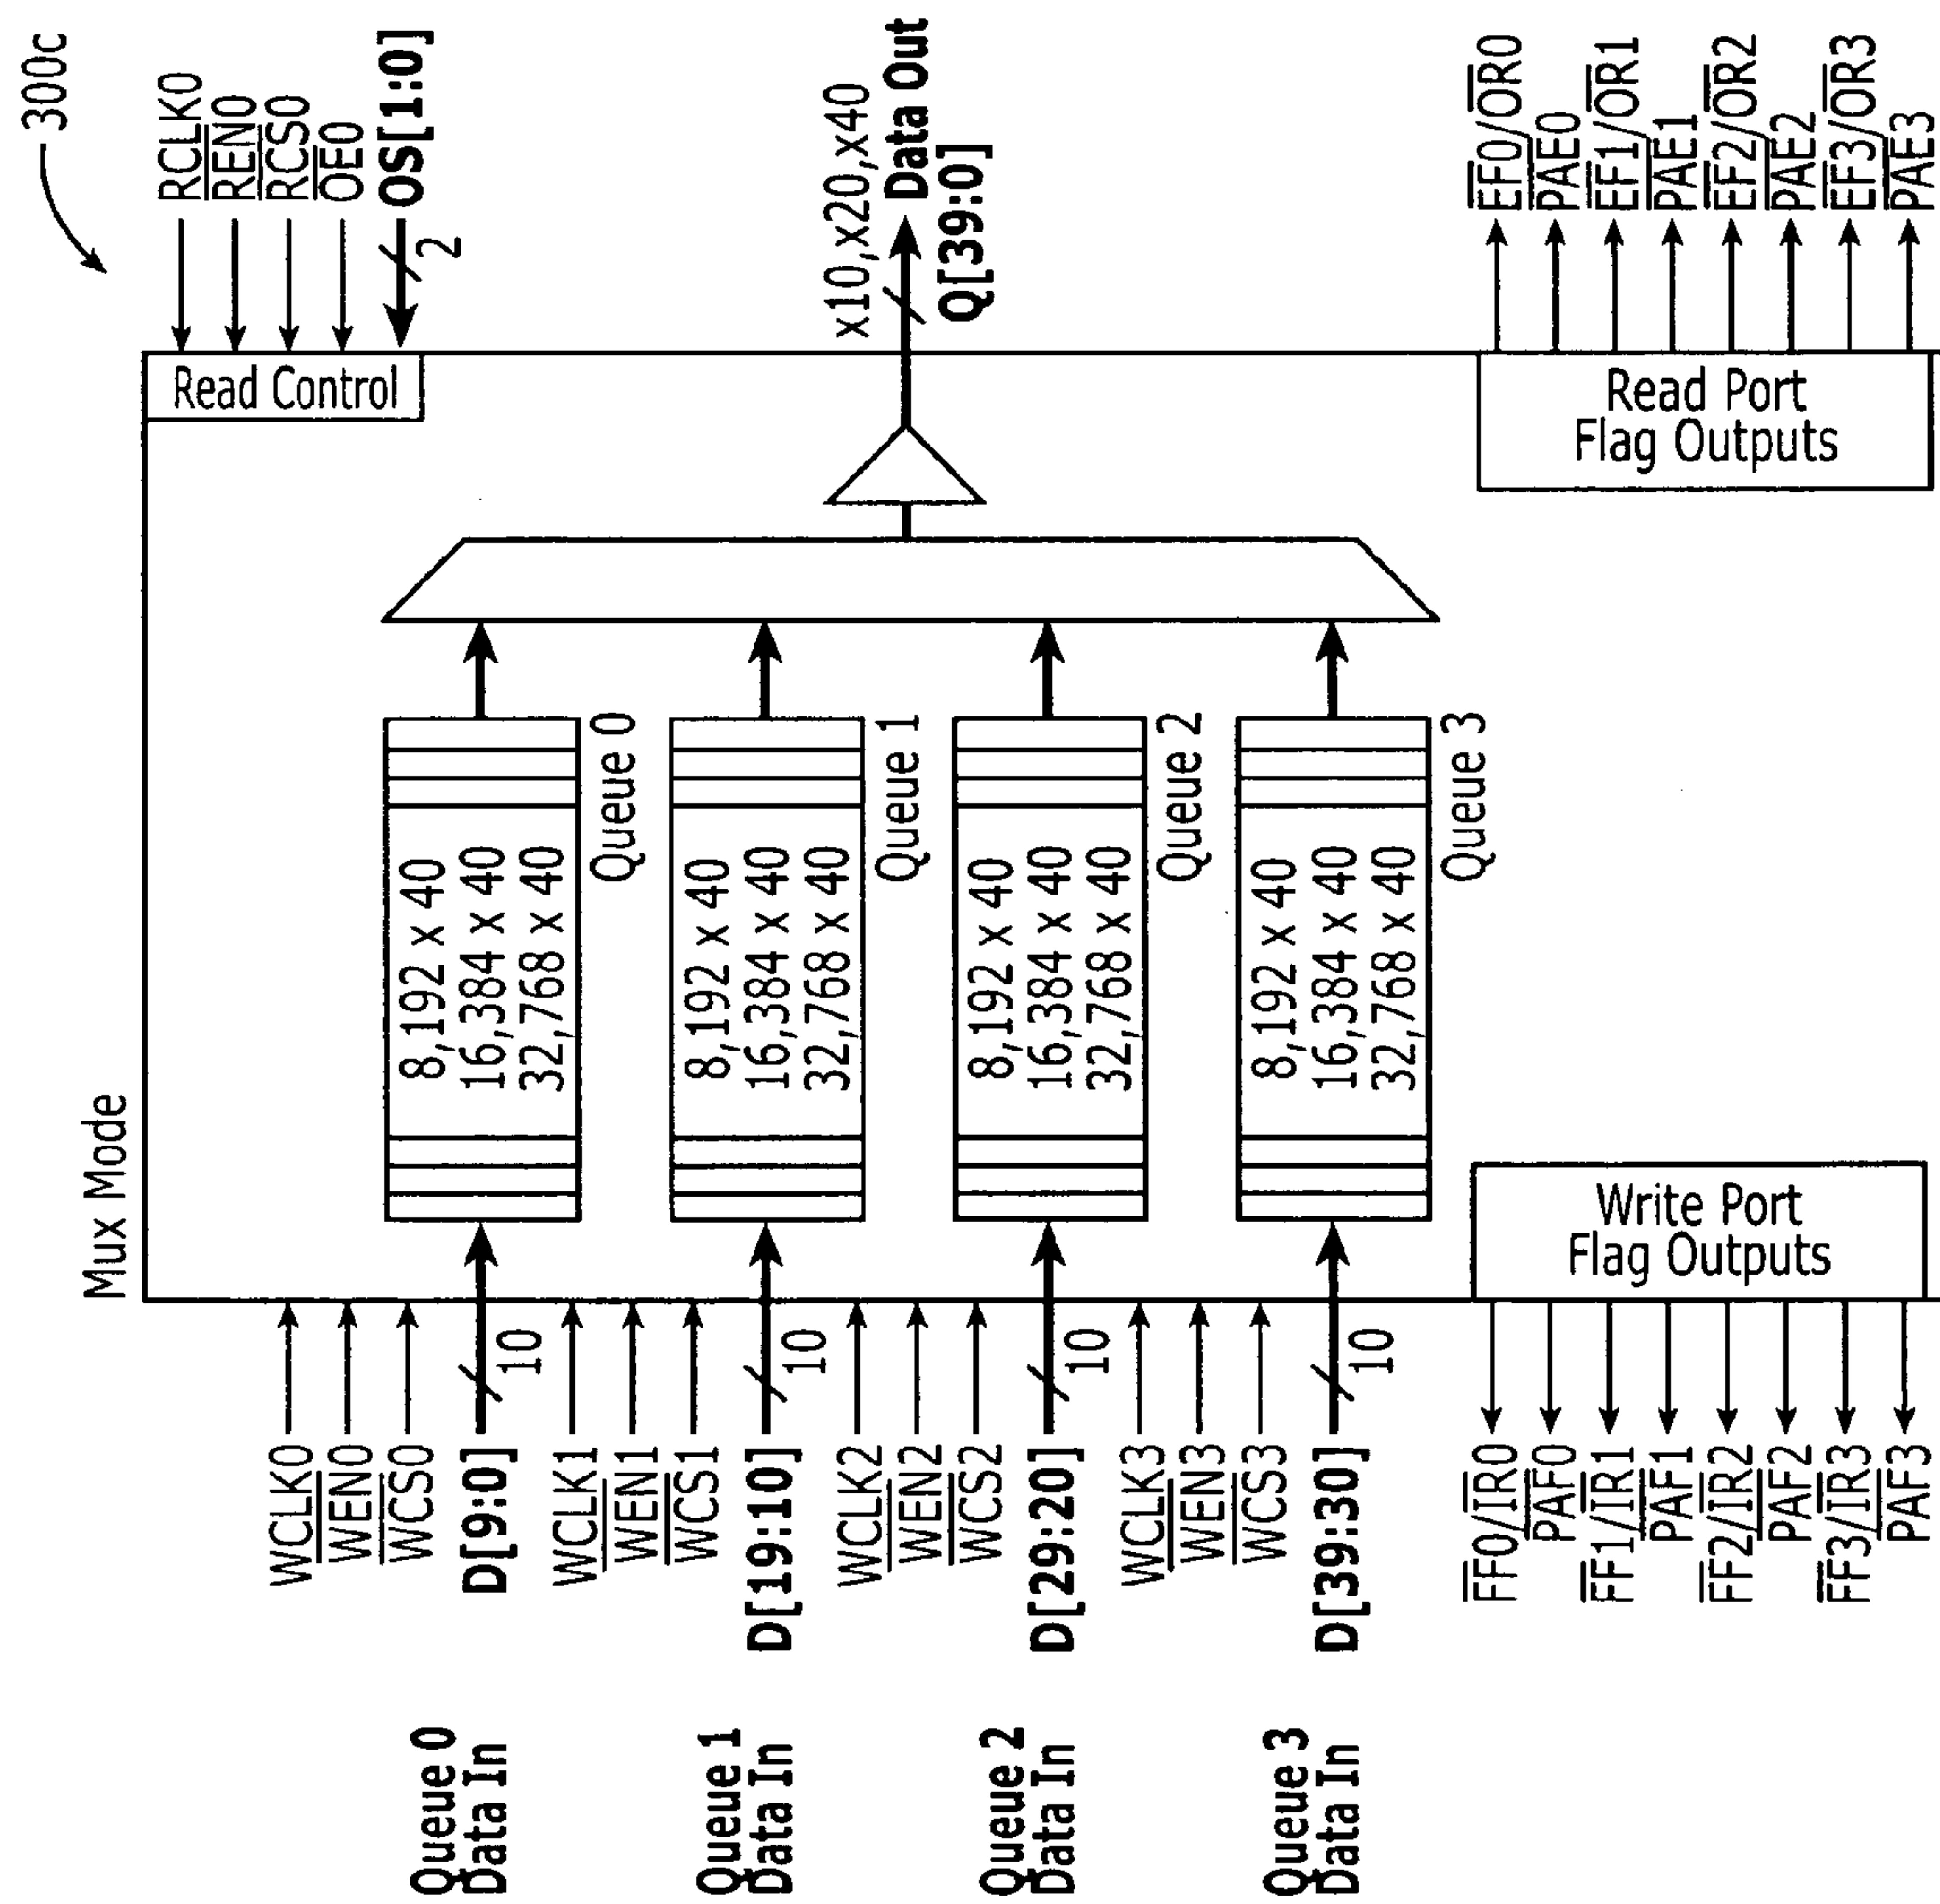 300c
Mux Mode
WCLK0
WEN0
WCS0
Queue 0
Data In
D[9:0]
10
WCLK1
WEN1
WCS1
Queue 1
Data In
D[19:10]
10
WCLK2
WEN2
WCS2
Queue 2
Data In
D[29:20]
10
WCLK3
WEN3
WCS3
Queue 3
Data In
D[39:30]
10
8,192 x 40
16,384 x 40
32,768 x 40
Queue 0
8,192 x 40
16,384 x 40
32,768 x 40
Queue 1
8,192 x 40
16,384 x 40
32,768 x 40
Queue 2
8,192 x 40
16,384 x 40
32,768 x 40
Queue 3
Read Control
RCLK0
REN0
RCS0
OE0
OS[1:0]
2
x10,x20,x40
Data Out
Q[39:0]
Write Port
Flag Outputs
FF0/IR0
PAF0
FF1/IR1
PAF1
FF2/IR2
PAF2
FF3/IR3
PAF3
Read Port
Flag Outputs
EF0/OR0
PAE0
EF1/OR1
PAE1
EF2/OR2
PAE2
EF3/OR3
PAE3